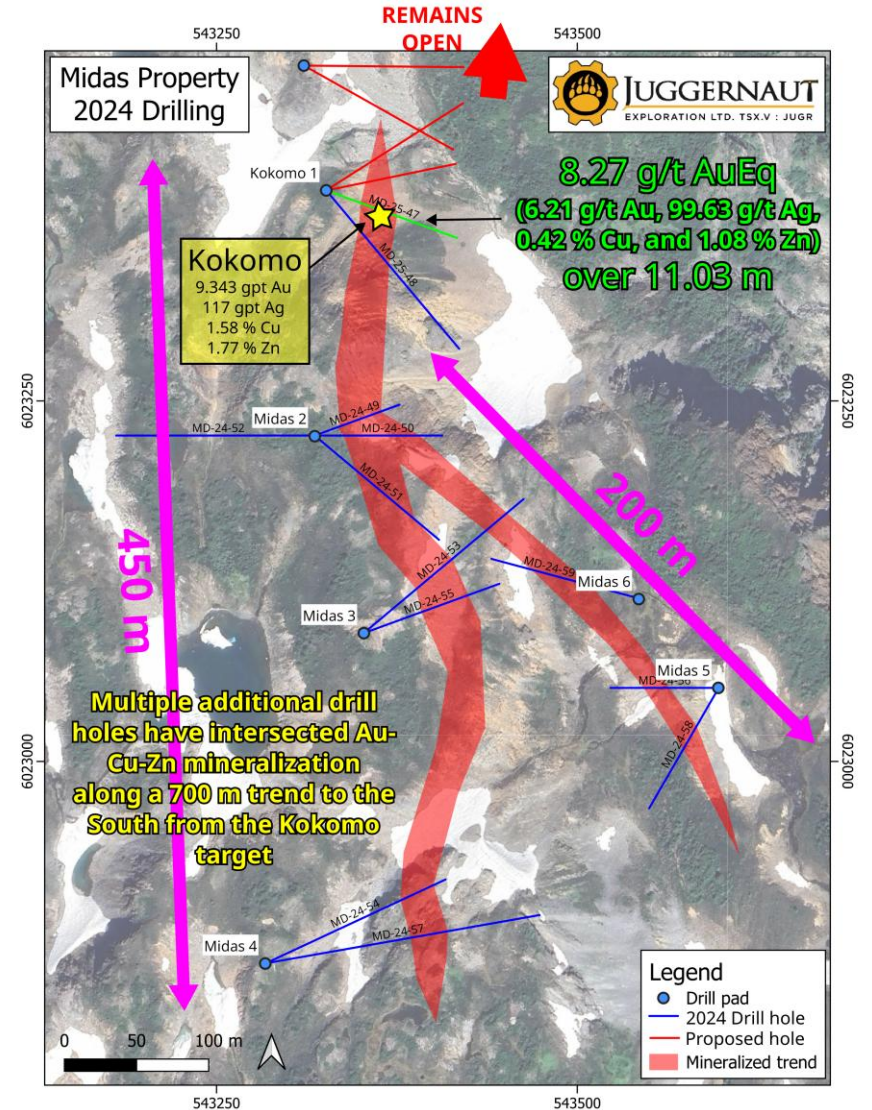 REMAINS
OPEN
543250
543500
Midas Property
2024 Drilling
JUGGERNAUT
EXPLORATION LTD. TSX.V : JUGR
Kokomo 1
8.27 g/t AuEq
(6.21 g/t Au, 99.63 g/t Ag,
0.42 % Cu, and 1.08 % Zn)
over 11.03 m
MD-25-47
MD-25-48
Kokomo
9.343 gpt Au
117 gpt Ag
1.58 % Cu
1.77 % Zn
6023250
6023250
Midas 2
MD-24-49
MD-24-52
MD-24-50
MD-24-51
200 m
450 m
MD-24-53
MD-24-59
Midas 6
MD-24-55
Midas 3
Midas 5
MD-24-56
MD-24-58
Multiple additional drill
holes have intersected Au-
Cu-Zn mineralization
along a 700 m trend to the
South from the Kokomo
target
6023000
6023000
MD-24-54
MD-24-57
Midas 4
Legend
Drill pad
2024 Drill hole
Proposed hole
Mineralized trend
0 50 100 m
543250
543500